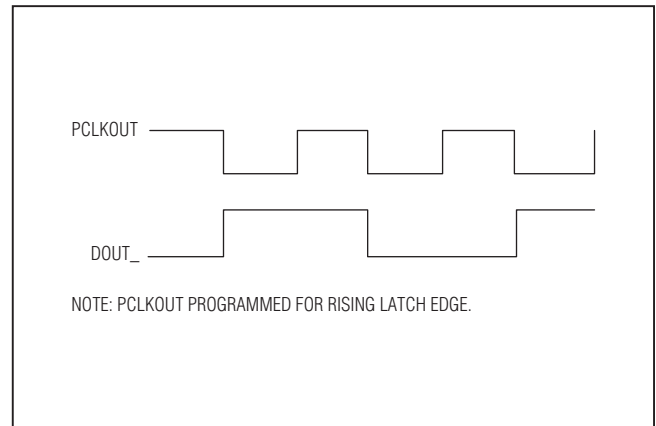 PCLKOUT
DOUT_
NOTE: PCLKOUT PROGRAMMED FOR RISING LATCH EDGE.